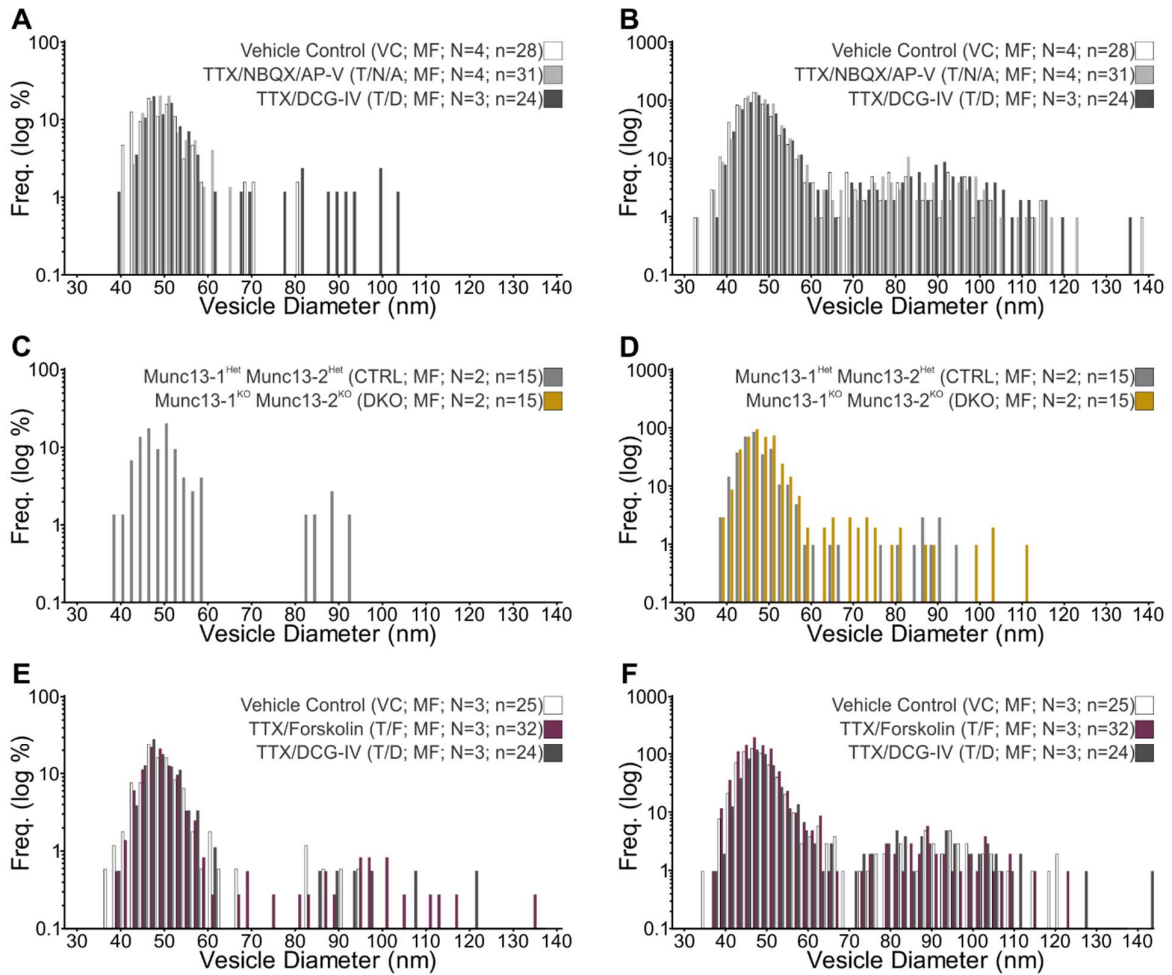 A
100
10
1
0.1
Freq. (log %)
Vehicle Control (VC; MF; N=4; n=28)
TTX/NBQX/AP-V (T/N/A; MF; N=4; n=31)
TTX/DCG-IV (T/D; MF; N=3; n=24)
30 40 50 60 70 80 90 100 110 120 130 140
Vesicle Diameter (nm)
B
1000
100
10
1
0.1
Freq. (log)
Vehicle Control (VC; MF; N=4; n=28)
TTX/NBQX/AP-V (T/N/A; MF; N=4; n=31)
TTX/DCG-IV (T/D; MF; N=3; n=24)
30 40 50 60 70 80 90 100 110 120 130 140
Vesicle Diameter (nm)
C
100
10
1
0.1
Freq. (log %)
Munc13-1Het Munc13-2Het (CTRL; MF; N=2; n=15)
Munc13-1KO Munc13-2KO (DKO; MF; N=2; n=15)
30 40 50 60 70 80 90 100 110 120 130 140
Vesicle Diameter (nm)
D
1000
100
10
1
0.1
Freq. (log)
Munc13-1Het Munc13-2Het (CTRL; MF; N=2; n=15)
Munc13-1KO Munc13-2KO (DKO; MF; N=2; n=15)
30 40 50 60 70 80 90 100 110 120 130 140
Vesicle Diameter (nm)
E
100
10
1
0.1
Freq. (log %)
Vehicle Control (VC; MF; N=3; n=25)
TTX/Forskolin (T/F; MF; N=3; n=32)
TTX/DCG-IV (T/D; MF; N=3; n=24)
30 40 50 60 70 80 90 100 110 120 130 140
Vesicle Diameter (nm)
F
1000
100
10
1
0.1
Freq. (log)
Vehicle Control (VC; MF; N=3; n=25)
TTX/Forskolin (T/F; MF; N=3; n=32)
TTX/DCG-IV (T/D; MF; N=3; n=24)
30 40 50 60 70 80 90 100 110 120 130 140
Vesicle Diameter (nm)